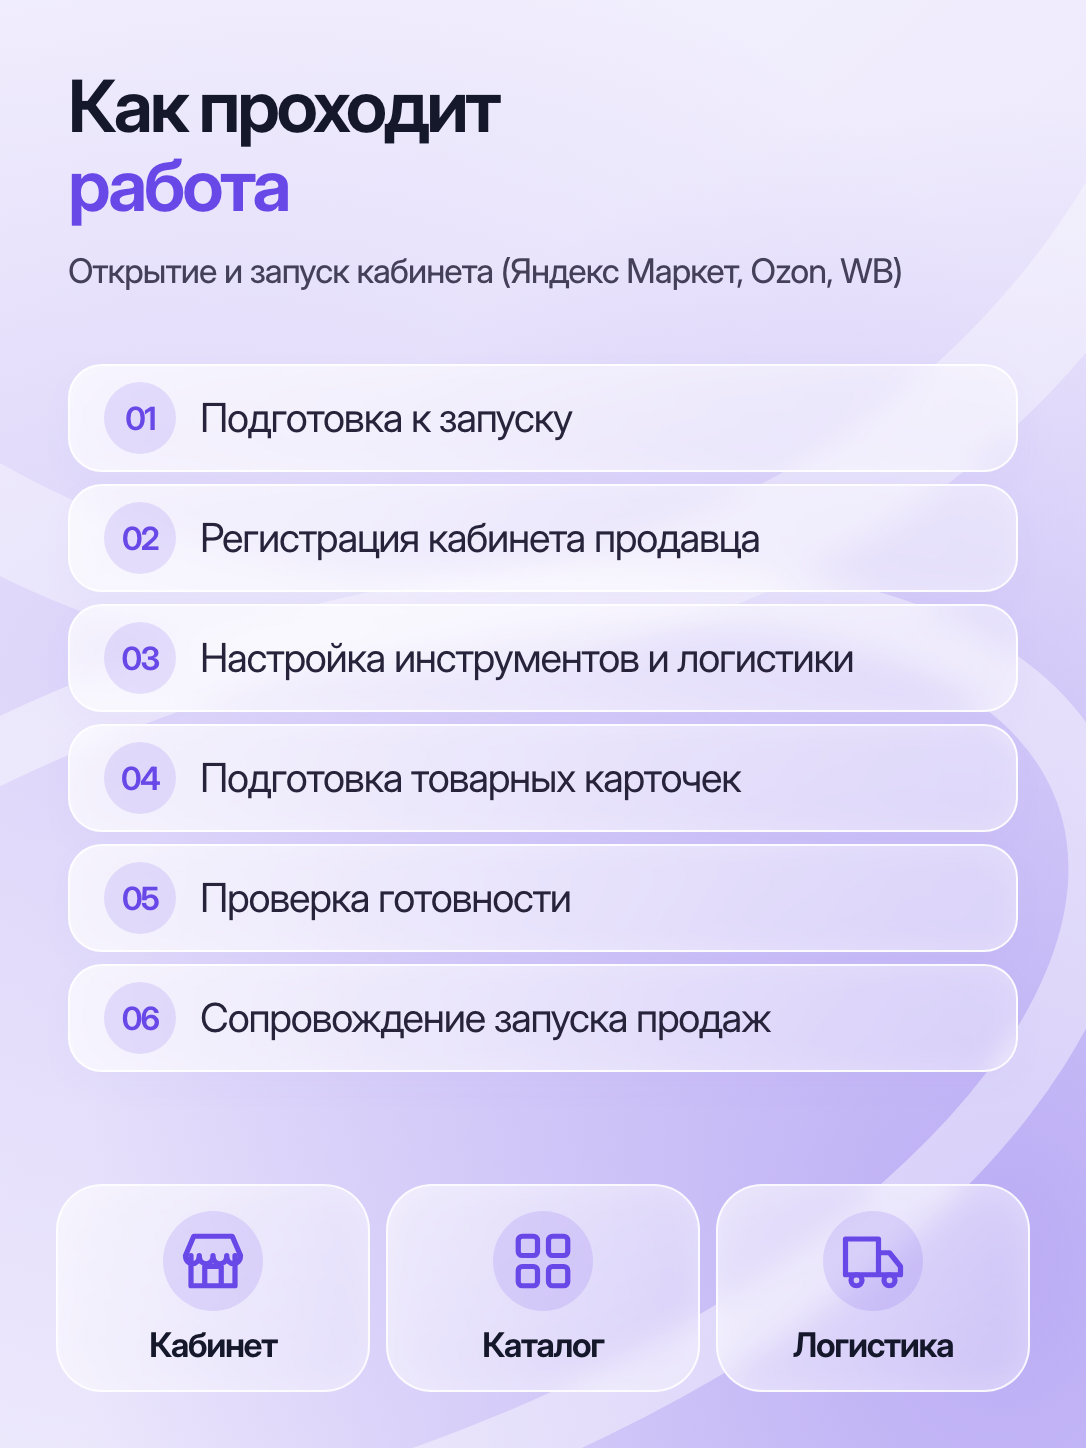 Как проходит
работа
Открытие и запуск кабинета (Яндекс Маркет, Ozon, WB)
01 Подготовка к запуску
02 Регистрация кабинета продавца
03 Настройка инструментов и логистики
04 Подготовка товарных карточек
05 Проверка готовности
06 Сопровождение запуска продаж
Кабинет Каталог Логистика